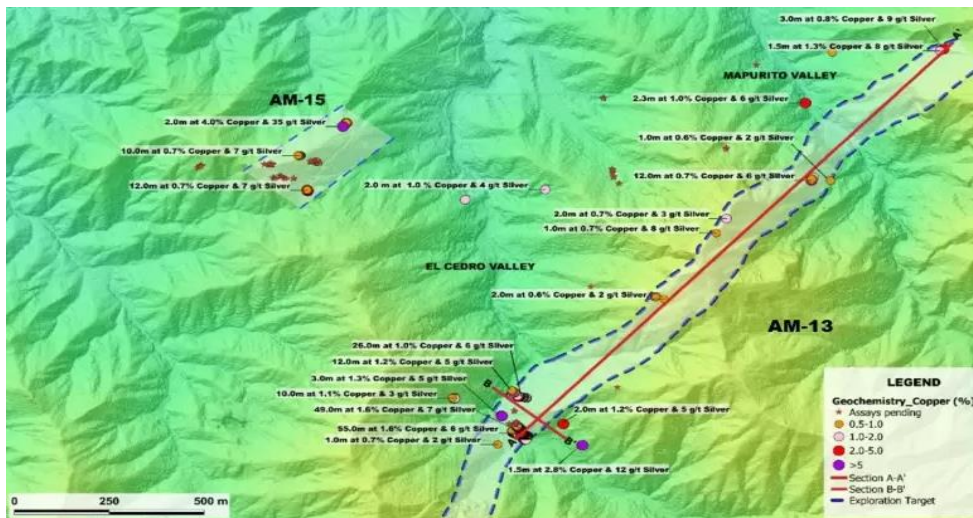 3.0m at 0.8% Copper & 9 g/t Silver
A'
1.5m at 1.3% Copper & 8 g/t Silver
MAPURITO VALLEY
AM-15
2.3m at 1.0% Copper & 6 g/t Silver
2.0m at 4.0% Copper & 35 g/t Silver
1.0m at 0.6% Copper & 2 g/t Silver
10.0m at 0.7% Copper & 7 g/t Silver
12.0m at 0.7% Copper & 6 g/t Silver
12.0m at 0.7% Copper & 7 g/t Silver
2.0 m at 1.0 % Copper & 4 g/t Silver
2.0m at 0.7% Copper & 3 g/t Silver
1.0m at 0.7% Copper & 8 g/t Silver
EL CEDRO VALLEY
2.0m at 0.6% Copper & 2 g/t Silver
AM-13
26.0m at 1.0% Copper & 6 g/t Silver
12.0m at 1.2% Copper & 5 g/t Silver
3.0m at 1.3% Copper & 5 g/t Silver
B
10.0m at 1.1% Copper & 3 g/t Silver
49.0m at 1.6% Copper & 7 g/t Silver
2.0m at 1.2% Copper & 5 g/t Silver
55.0m at 1.6% Copper & 6 g/t Silver
A
B'
1.0m at 0.7% Copper & 2 g/t Silver
1.5m at 2.8% Copper & 12 g/t Silver
LEGEND
Geochemistry_Copper (%)
Assays pending
0.5-1.0
1.0-2.0
2.0-5.0
>5
Section A-A'
Section B-B'
Exploration Target
0 250 500 m